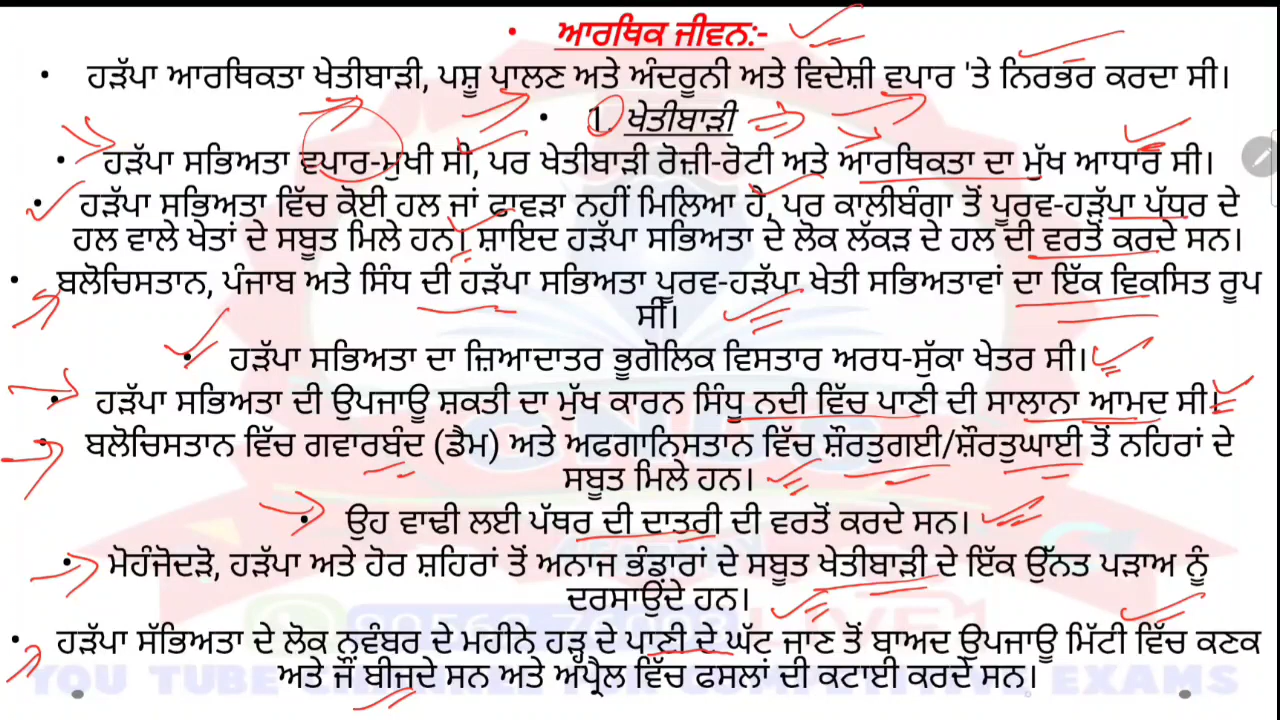 • ਆਰਥਿਕ ਜੀਵਨ:-
• ਹੜੱਪਾ ਆਰਥਿਕਤਾ ਖੇਤੀਬਾੜੀ, ਪਸ਼ੂ ਪਾਲਣ ਅਤੇ ਅੰਦਰੂਨੀ ਅਤੇ ਵਿਦੇਸ਼ੀ ਵਪਾਰ 'ਤੇ ਨਿਰਭਰ ਕਰਦਾ ਸੀ।
• 1. ਖੇਤੀਬਾੜੀ
• ਹੜੱਪਾ ਸਭਿਅਤਾ ਵਪਾਰ-ਮੁਖੀ ਸੀ, ਪਰ ਖੇਤੀਬਾੜੀ ਰੋਜ਼ੀ-ਰੋਟੀ ਅਤੇ ਆਰਥਿਕਤਾ ਦਾ ਮੁੱਖ ਆਧਾਰ ਸੀ।
• ਹੜੱਪਾ ਸਭਿਅਤਾ ਵਿੱਚ ਕੋਈ ਹਲ ਜਾਂ ਫਾਵੜਾ ਨਹੀਂ ਮਿਲਿਆ ਹੈ, ਪਰ ਕਾਲੀਬੰਗਾ ਤੋਂ ਪੂਰਵ-ਹੜੱਪਾ ਪੱਧਰ ਦੇ
ਹਲ ਵਾਲੇ ਖੇਤਾਂ ਦੇ ਸਬੂਤ ਮਿਲੇ ਹਨ। ਸ਼ਾਇਦ ਹੜੱਪਾ ਸਭਿਅਤਾ ਦੇ ਲੋਕ ਲੱਕੜ ਦੇ ਹਲ ਦੀ ਵਰਤੋਂ ਕਰਦੇ ਸਨ।
• ਬਲੋਚਿਸਤਾਨ, ਪੰਜਾਬ ਅਤੇ ਸਿੰਧ ਦੀ ਹੜੱਪਾ ਸਭਿਅਤਾ ਪੂਰਵ-ਹੜੱਪਾ ਖੇਤੀ ਸਭਿਅਤਾਵਾਂ ਦਾ ਇੱਕ ਵਿਕਸਿਤ ਰੂਪ
ਸੀ।
• ਹੜੱਪਾ ਸਭਿਅਤਾ ਦਾ ਜ਼ਿਆਦਾਤਰ ਭੂਗੋਲਿਕ ਵਿਸਤਾਰ ਅਰਧ-ਸੁੱਕਾ ਖੇਤਰ ਸੀ।
• ਹੜੱਪਾ ਸਭਿਅਤਾ ਦੀ ਉਪਜਾਊ ਸ਼ਕਤੀ ਦਾ ਮੁੱਖ ਕਾਰਨ ਸਿੰਧੂ ਨਦੀ ਵਿੱਚ ਪਾਣੀ ਦੀ ਸਾਲਾਨਾ ਆਮਦ ਸੀ।
• ਬਲੋਚਿਸਤਾਨ ਵਿੱਚ ਗਵਾਰਬੰਦ (ਡੈਮ) ਅਤੇ ਅਫਗਾਨਿਸਤਾਨ ਵਿੱਚ ਸ਼ੌਰਤੁਗਈ/ਸ਼ੌਰਤੁਘਾਈ ਤੋਂ ਨਹਿਰਾਂ ਦੇ
ਸਬੂਤ ਮਿਲੇ ਹਨ।
• ਉਹ ਵਾਢੀ ਲਈ ਪੱਥਰ ਦੀ ਦਾਤਰੀ ਦੀ ਵਰਤੋਂ ਕਰਦੇ ਸਨ।
• ਮੋਹੰਜੋਦੜੋ, ਹੜੱਪਾ ਅਤੇ ਹੋਰ ਸ਼ਹਿਰਾਂ ਤੋਂ ਅਨਾਜ ਭੰਡਾਰਾਂ ਦੇ ਸਬੂਤ ਖੇਤੀਬਾੜੀ ਦੇ ਇੱਕ ਉੱਨਤ ਪੜਾਅ ਨੂੰ
ਦਰਸਾਉਂਦੇ ਹਨ।
• ਹੜੱਪਾ ਸੱਭਿਅਤਾ ਦੇ ਲੋਕ ਨਵੰਬਰ ਦੇ ਮਹੀਨੇ ਹੜ੍ਹ ਦੇ ਪਾਣੀ ਦੇ ਘੱਟ ਜਾਣ ਤੋਂ ਬਾਅਦ ਉਪਜਾਊ ਮਿੱਟੀ ਵਿੱਚ ਕਣਕ
ਅਤੇ ਜੌਂ ਬੀਜਦੇ ਸਨ ਅਤੇ ਅਪ੍ਰੈਲ ਵਿੱਚ ਫਸਲਾਂ ਦੀ ਕਟਾਈ ਕਰਦੇ ਸਨ।